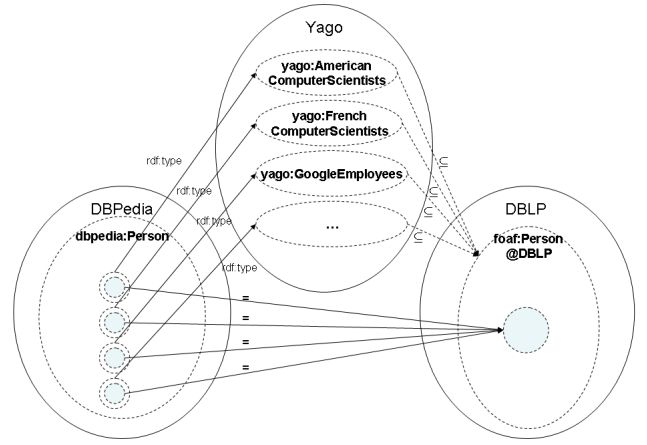 Yago
yago:American
ComputerScientists
yago:French
ComputerScientists
yago:GoogleEmployees
...
rdf:type
rdf:type
rdf:type
rdf:type
⊆
⊆
⊆
⊆
DBPedia
dbpedia:Person
DBLP
foaf:Person
@DBLP
=
=
=
=